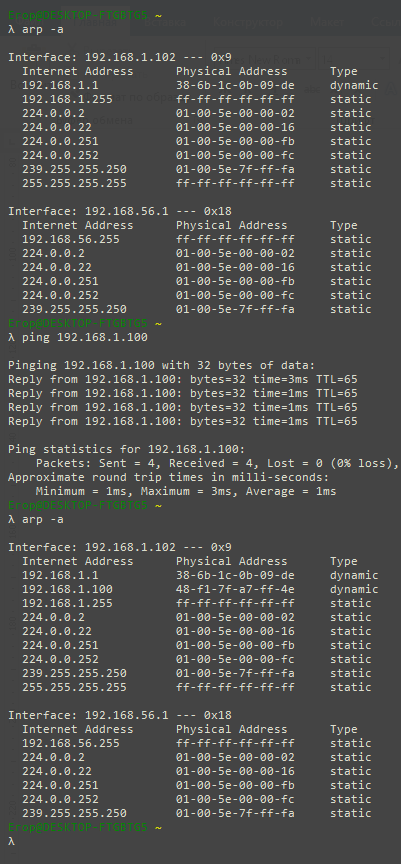 Егор@DESKTOP-FTGBTGS ~
λ arp -a
Interface: 192.168.1.102 --- 0x9
Internet Address Physical Address Type
192.168.1.1 38-6b-1c-0b-09-de dynamic
192.168.1.255 ff-ff-ff-ff-ff-ff static
224.0.0.2 01-00-5e-00-00-02 static
224.0.0.22 01-00-5e-00-00-16 static
224.0.0.251 01-00-5e-00-00-fb static
224.0.0.252 01-00-5e-00-00-fc static
239.255.255.250 01-00-5e-7f-ff-fa static
255.255.255.255 ff-ff-ff-ff-ff-ff static
Interface: 192.168.56.1 --- 0x18
Internet Address Physical Address Type
192.168.56.255 ff-ff-ff-ff-ff-ff static
224.0.0.2 01-00-5e-00-00-02 static
224.0.0.22 01-00-5e-00-00-16 static
224.0.0.251 01-00-5e-00-00-fb static
224.0.0.252 01-00-5e-00-00-fc static
239.255.255.250 01-00-5e-7f-ff-fa static
Егор@DESKTOP-FTGBTGS ~
λ ping 192.168.1.100
Pinging 192.168.1.100 with 32 bytes of data:
Reply from 192.168.1.100: bytes=32 time=3ms TTL=65
Reply from 192.168.1.100: bytes=32 time=1ms TTL=65
Reply from 192.168.1.100: bytes=32 time=1ms TTL=65
Reply from 192.168.1.100: bytes=32 time=1ms TTL=65
Ping statistics for 192.168.1.100:
Packets: Sent = 4, Received = 4, Lost = 0 (0% loss),
Approximate round trip times in milli-seconds:
Minimum = 1ms, Maximum = 3ms, Average = 1ms
Егор@DESKTOP-FTGBTGS ~
λ arp -a
Interface: 192.168.1.102 --- 0x9
Internet Address Physical Address Type
192.168.1.1 38-6b-1c-0b-09-de dynamic
192.168.1.100 48-f1-7f-a7-ff-4e dynamic
192.168.1.255 ff-ff-ff-ff-ff-ff static
224.0.0.2 01-00-5e-00-00-02 static
224.0.0.22 01-00-5e-00-00-16 static
224.0.0.251 01-00-5e-00-00-fb static
224.0.0.252 01-00-5e-00-00-fc static
239.255.255.250 01-00-5e-7f-ff-fa static
255.255.255.255 ff-ff-ff-ff-ff-ff static
Interface: 192.168.56.1 --- 0x18
Internet Address Physical Address Type
192.168.56.255 ff-ff-ff-ff-ff-ff static
224.0.0.2 01-00-5e-00-00-02 static
224.0.0.22 01-00-5e-00-00-16 static
224.0.0.251 01-00-5e-00-00-fb static
224.0.0.252 01-00-5e-00-00-fc static
239.255.255.250 01-00-5e-7f-ff-fa static
Егор@DESKTOP-FTGBTGS ~
λ